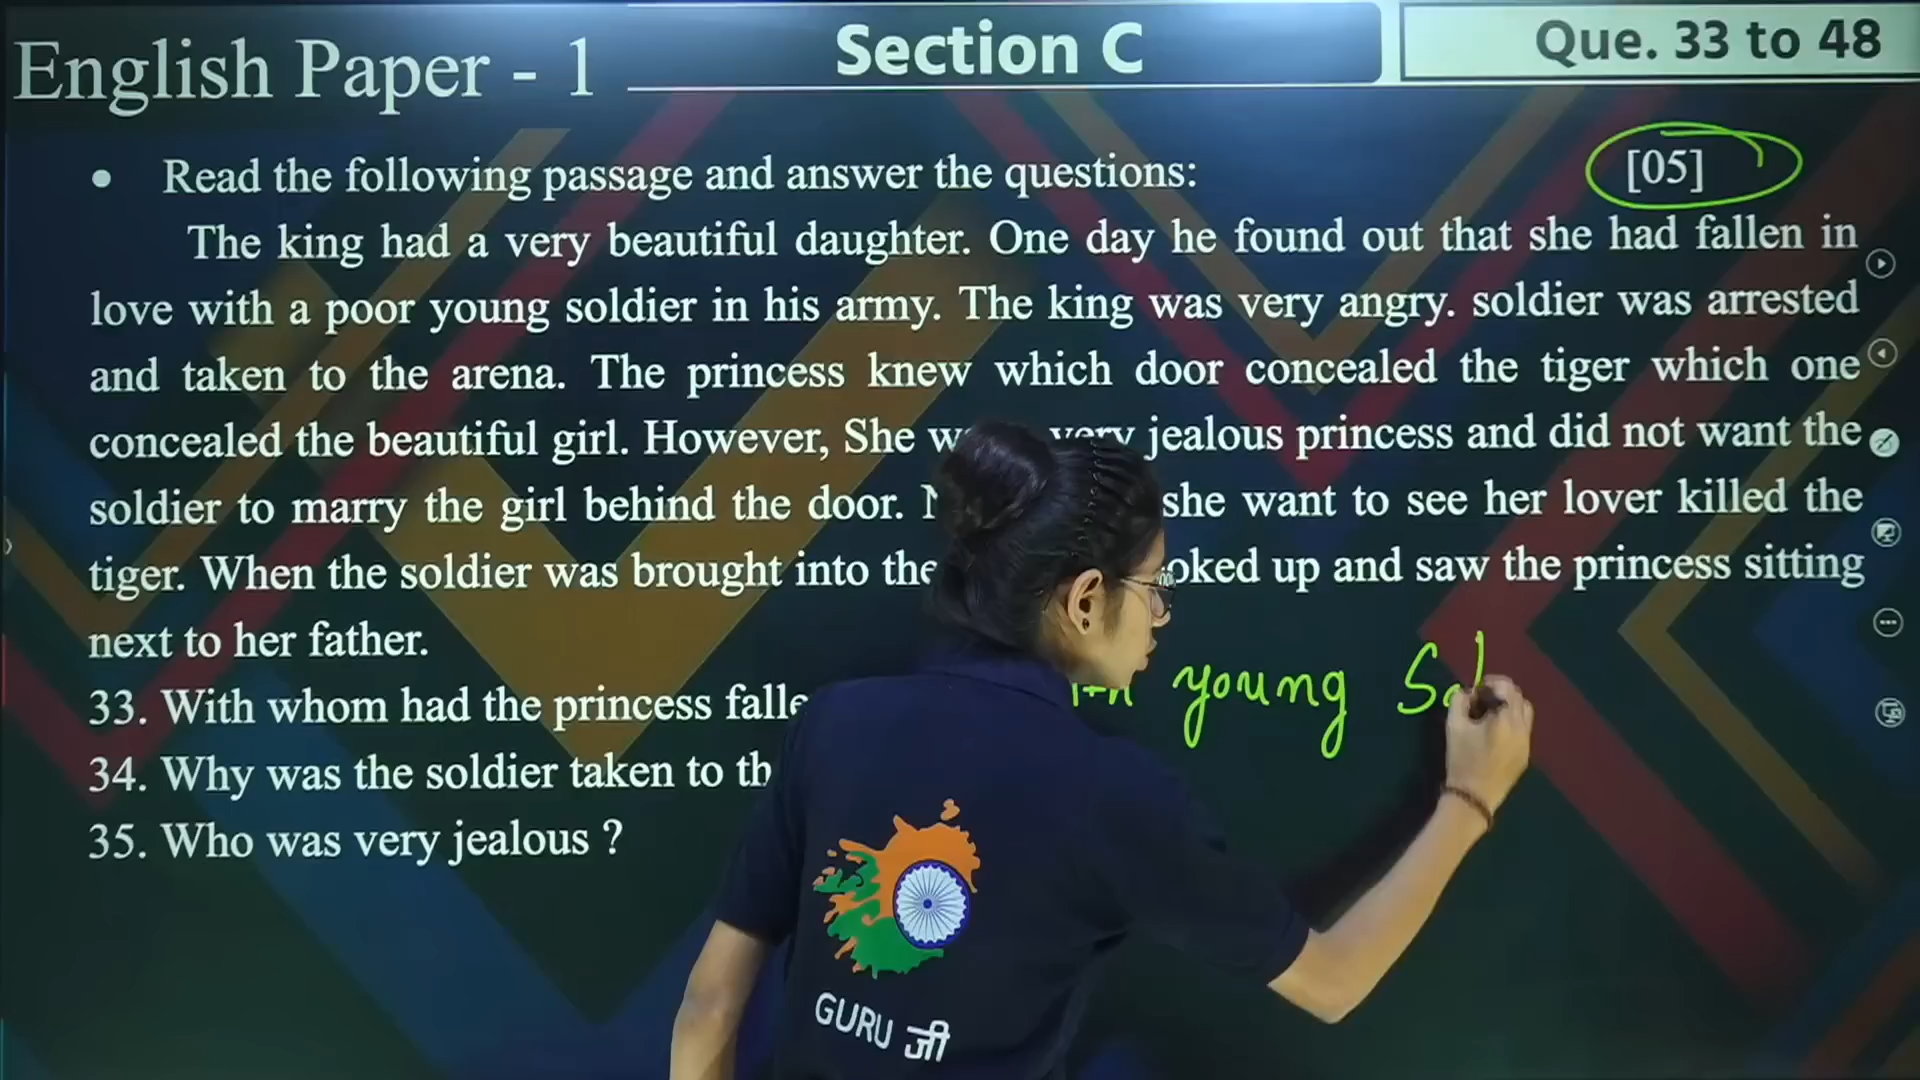 English Paper - 1
Section C
Que. 33 to 48
• Read the following passage and answer the questions: [05]
The king had a very beautiful daughter. One day he found out that she had fallen in
love with a poor young soldier in his army. The king was very angry. soldier was arrested
and taken to the arena. The princess knew which door concealed the tiger which one
concealed the beautiful girl. However, She very jealous princess and did not want the
soldier to marry the girl behind the door. she want to see her lover killed the
tiger. When the soldier was brought into the up and saw the princess sitting
next to her father.
33. With whom had the princess
young
34. Why was the soldier taken to
35. Who was very jealous ?
GURU जी